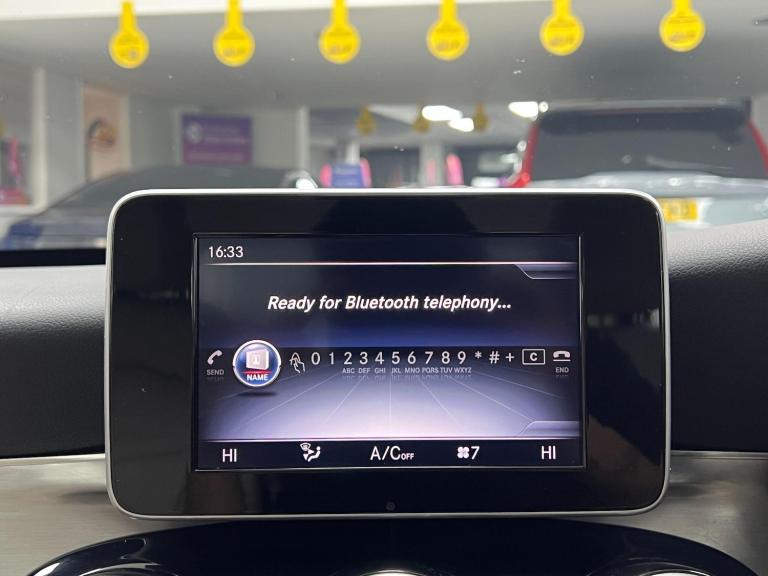 16:33
Ready for Bluetooth telephony...
SEND NAME 0 1 2 3 4 5 6 7 8 9 * # + C END
ABC DEF GHI JKL MNO PQRS TUV WXYZ
HI A/C OFF 7 HI